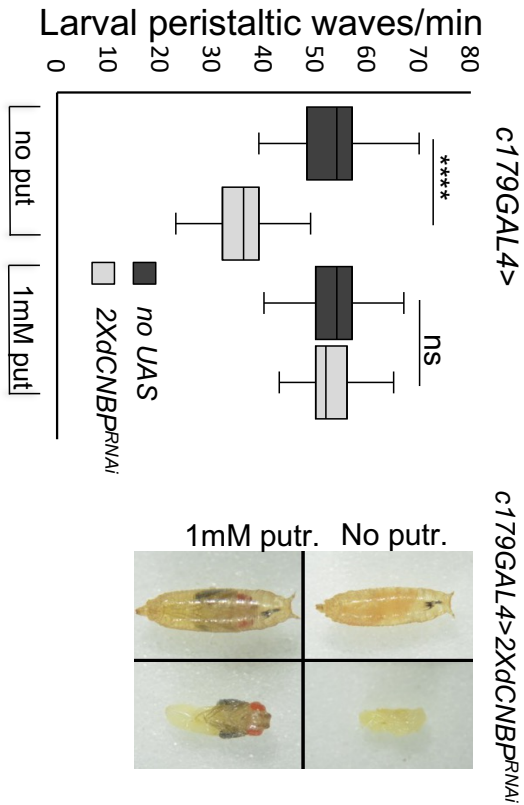 c179GAL4>
Larval peristaltic waves/min
80
70
60
50
40
30
20
10
0
****
ns
no UAS
2XdCNBPᴿᴺᴬⁱ
no put
1mM put
c179GAL4>2XdCNBPᴿᴺᴬⁱ
No putr.
1mM putr.